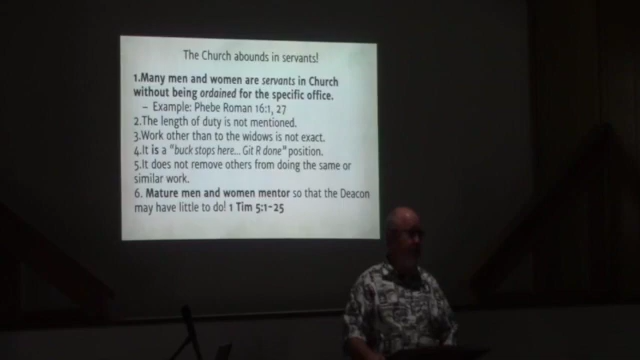 The Church abounds in servants!
1.Many men and women are servants in Church
without being ordained for the specific office.
– Example: Phebe Roman 16:1, 27
2.The length of duty is not mentioned.
3.Work other than to the widows is not exact.
4.It is a "buck stops here... Git R done" position.
5.It does not remove others from doing the same or
similar work.
6. Mature men and women mentor so that the Deacon
may have little to do! 1 Tim 5:1-25